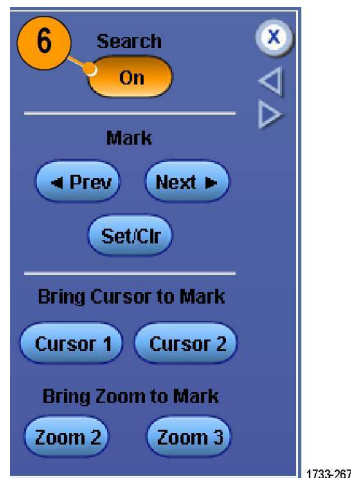 6
Search
X
On
Mark
◄ Prev Next ►
Set/Clr
Bring Cursor to Mark
Cursor 1 Cursor 2
Bring Zoom to Mark
Zoom 2 Zoom 3
1733-267